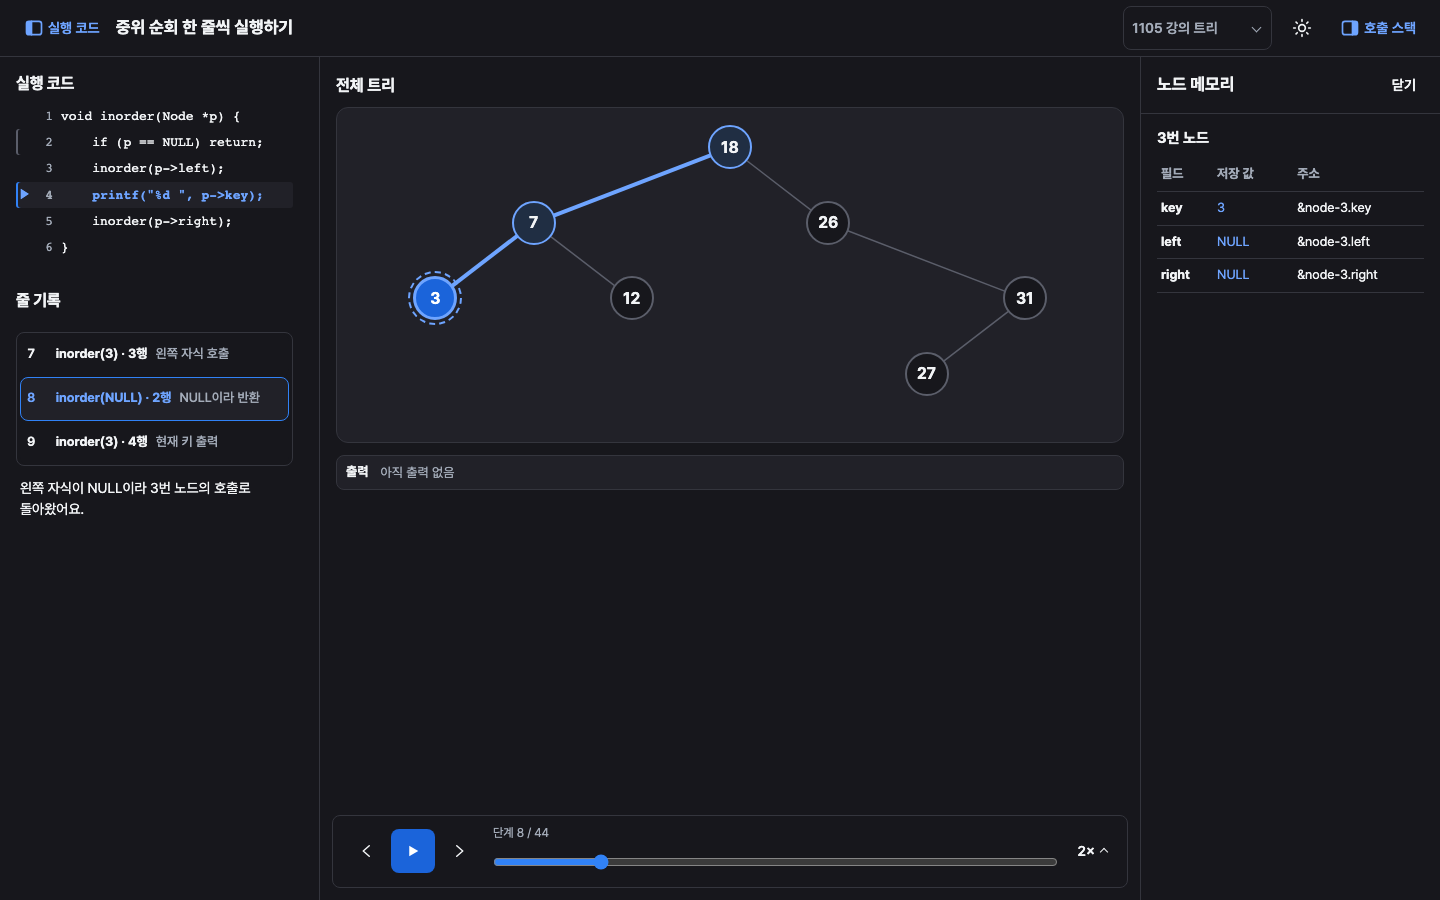 실행 코드
중위 순회 한 줄씩 실행하기
1105 강의 트리
호출 스택
실행 코드
1 void inorder(Node *p) {
2 if (p == NULL) return;
3 inorder(p->left);
4 printf("%d ", p->key);
5 inorder(p->right);
6 }
줄 기록
7 inorder(3) · 3행 왼쪽 자식 호출
8 inorder(NULL) · 2행 NULL이라 반환
9 inorder(3) · 4행 현재 키 출력
왼쪽 자식이 NULL이라 3번 노드의 호출로
돌아왔어요.
전체 트리
18
7
26
3
12
31
27
출력 아직 출력 없음
단계 8 / 44
2×
노드 메모리
닫기
3번 노드
필드 저장 값 주소
key 3 &node-3.key
left NULL &node-3.left
right NULL &node-3.right